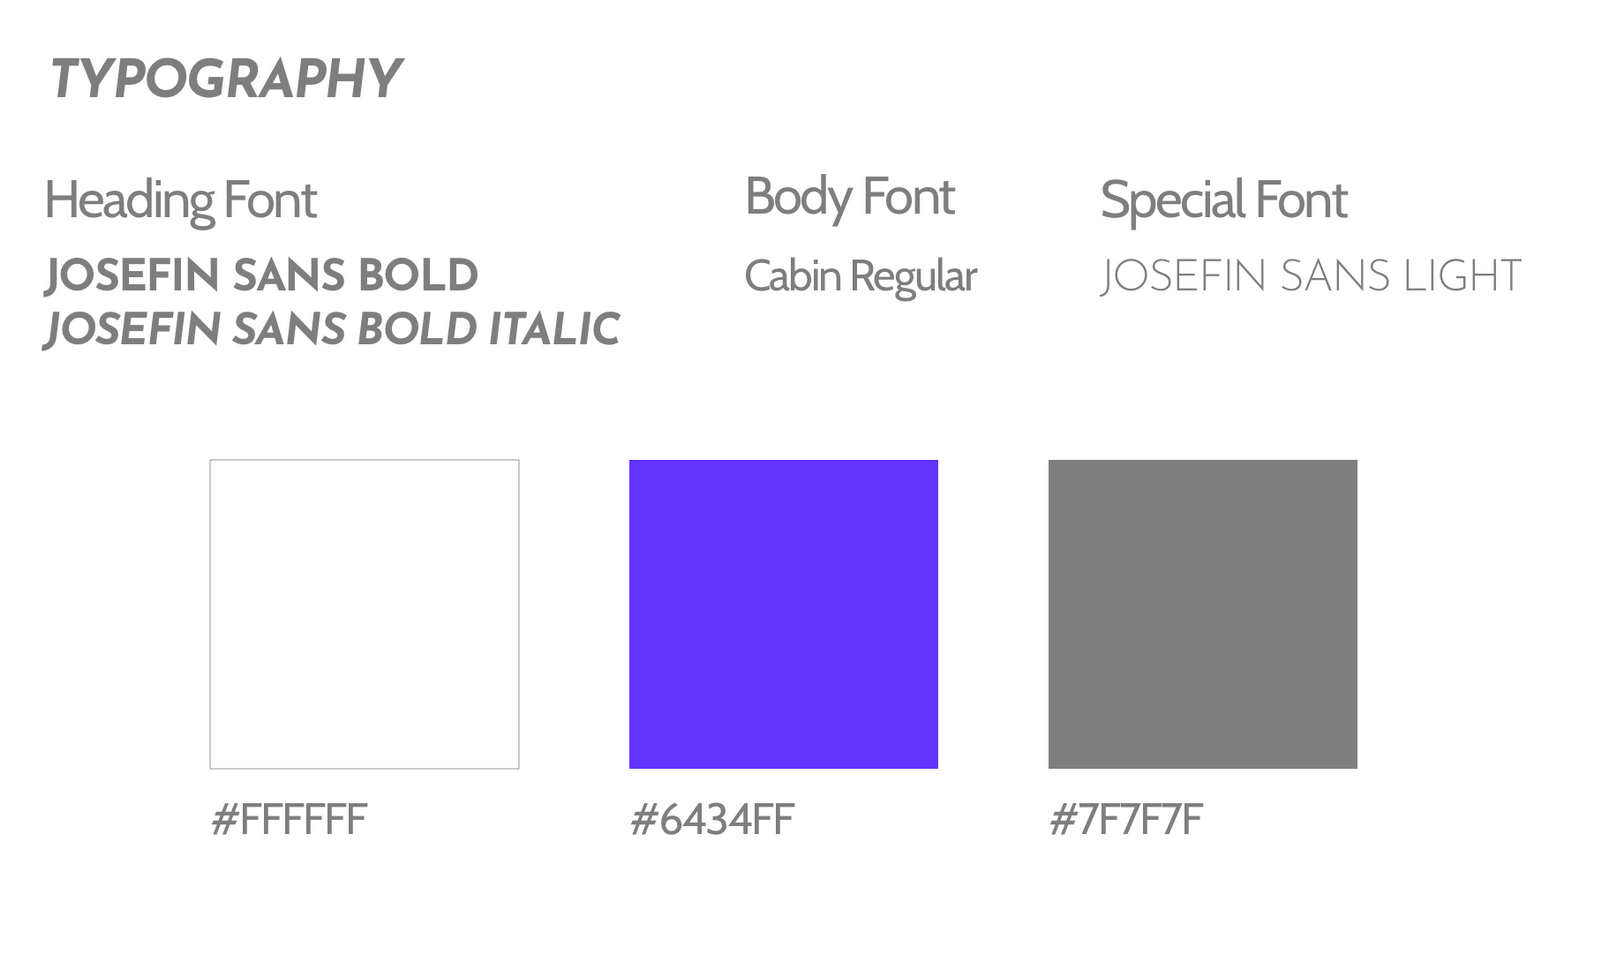 TYPOGRAPHY
Heading Font
JOSEFIN SANS BOLD
JOSEFIN SANS BOLD ITALIC
Body Font
Cabin Regular
Special Font
JOSEFIN SANS LIGHT
#FFFFFF
#6434FF
#7F7F7F